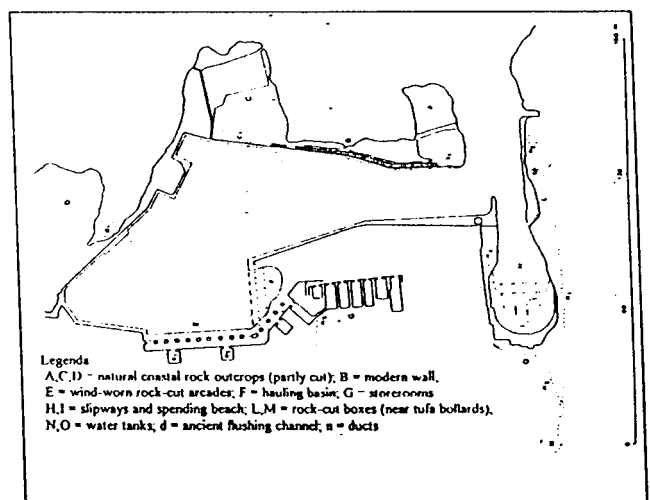 Legenda
A,C,D = natural coastal rock outcrops (partly cut); B = modern wall,
E = wind-worn rock-cut arcades; F = hauling basin; G = storerooms
H,I = slipways and spending beach; L,M = rock-cut boxes (near tufa bollards),
N,O = water tanks; d = ancient flushing channel; n = ducts